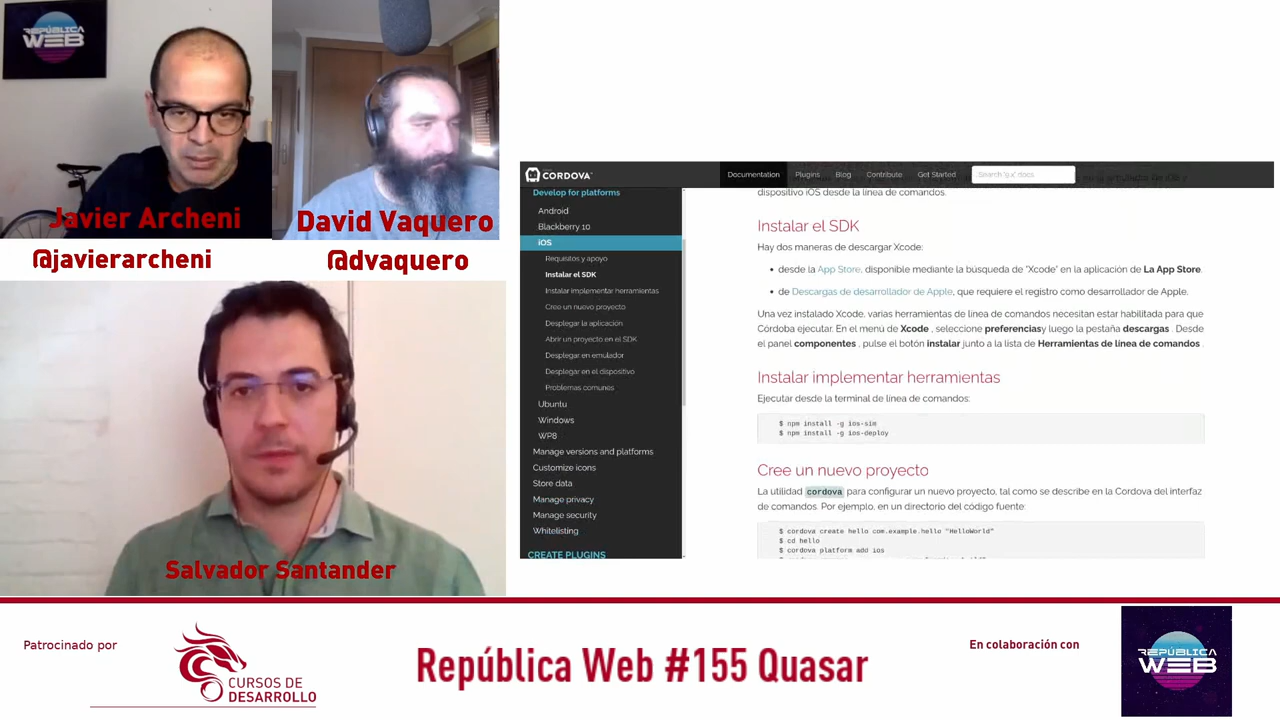 REPÚBLICA
WEB
Javier Archeni
David Vaquero
@javierarcheni
@dvaquero
Salvador Santander
CORDOVA
Documentation
Plugins
Blog
Contribute
Get Started
Search "9.x" docs
Develop for platforms
Android
Blackberry 10
iOS
Requisitos y apoyo
Instalar el SDK
Instalar implementar herramientas
Cree un nuevo proyecto
Desplegar la aplicación
Abrir un proyecto en el SDK
Desplegar en emulador
Desplegar en el dispositivo
Problemas comunes
Ubuntu
Windows
WP8
Manage versions and platforms
Customize icons
Store data
Manage privacy
Manage security
Whitelisting
CREATE PLUGINS
dispositivo iOS desde la línea de comandos.
Instalar el SDK
Hay dos maneras de descargar Xcode:
• desde la App Store, disponible mediante la búsqueda de "Xcode" en la aplicación de La App Store.
• de Descargas de desarrollador de Apple, que requiere el registro como desarrollador de Apple.
Una vez instalado Xcode, varias herramientas de línea de comandos necesitan estar habilitada para que
Córdoba ejecutar. En el menú de Xcode , seleccione preferenciasy luego la pestaña descargas . Desde
el panel componentes , pulse el botón instalar junto a la lista de Herramientas de línea de comandos .
Instalar implementar herramientas
Ejecutar desde la terminal de línea de comandos:
$ npm install -g ios-sim
$ npm install -g ios-deploy
Cree un nuevo proyecto
La utilidad cordova para configurar un nuevo proyecto, tal como se describe en la Cordova del interfaz
de comandos. Por ejemplo, en un directorio del código fuente:
$ cordova create hello com.example.hello "HelloWorld"
$ cd hello
$ cordova platform add ios
Patrocinado por
CURSOS DE
DESARROLLO
República Web #155 Quasar
En colaboración con
REPÚBLICA
WEB